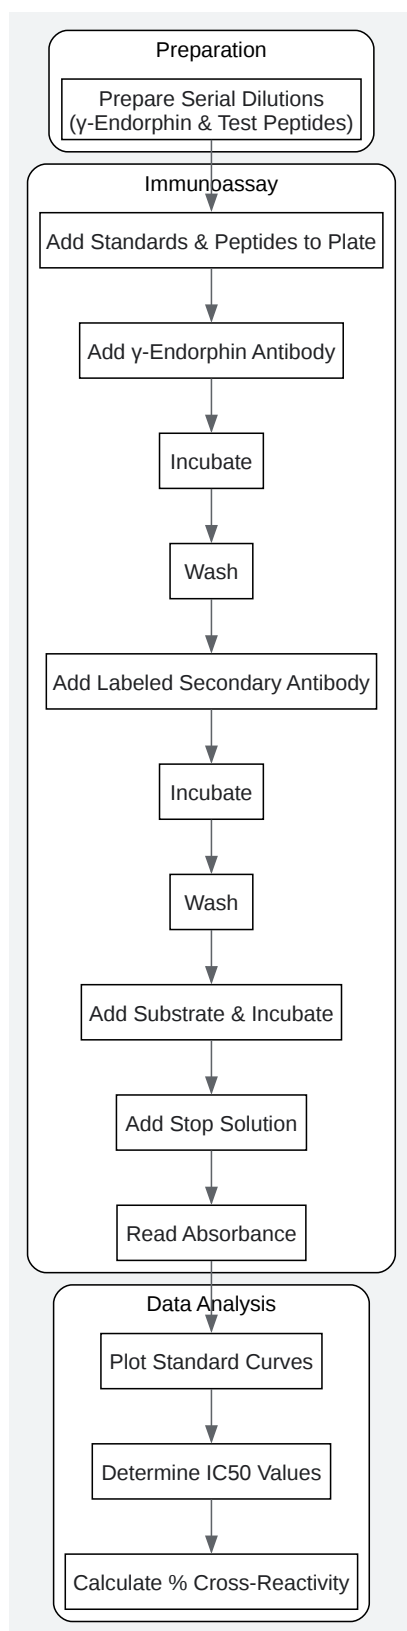 Preparation
Prepare Serial Dilutions
(γ-Endorphin & Test Peptides)
Immunoassay
Add Standards & Peptides to Plate
Add γ-Endorphin Antibody
Incubate
Wash
Add Labeled Secondary Antibody
Incubate
Wash
Add Substrate & Incubate
Add Stop Solution
Read Absorbance
Data Analysis
Plot Standard Curves
Determine IC50 Values
Calculate % Cross-Reactivity